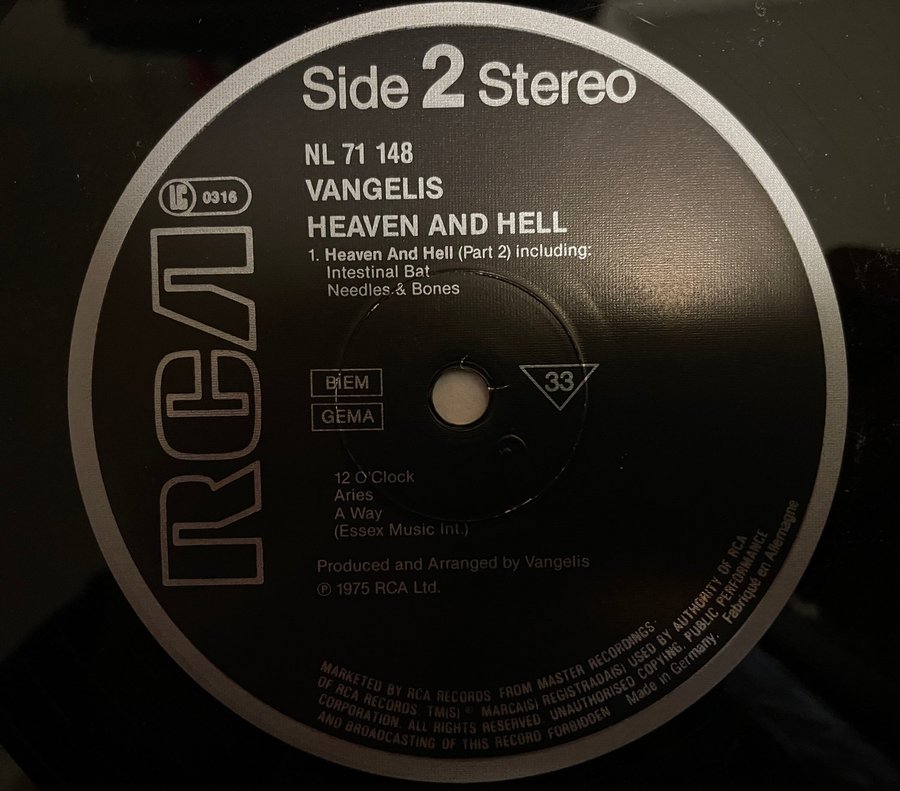 Side 2 Stereo
NL 71 148
VANGELIS
HEAVEN AND HELL
1. Heaven And Hell (Part 2) including:
Intestinal Bat
Needles & Bones
LC 0316
RCA
BIEM
GEMA
33
12 O'Clock
Aries
A Way
(Essex Music Int.)
Produced and Arranged by Vangelis
℗ 1975 RCA Ltd.
MARKETED BY RCA RECORDS FROM MASTER RECORDINGS
OF RCA RECORDS. TM(S) ® MARCA(S) REGISTRADA(S) USED BY AUTHORITY OF RCA
CORPORATION. ALL RIGHTS RESERVED. UNAUTHORISED COPYING, PUBLIC PERFORMANCE
AND BROADCASTING OF THIS RECORD FORBIDDEN Made in Germany. Fabriqué en Allemagne